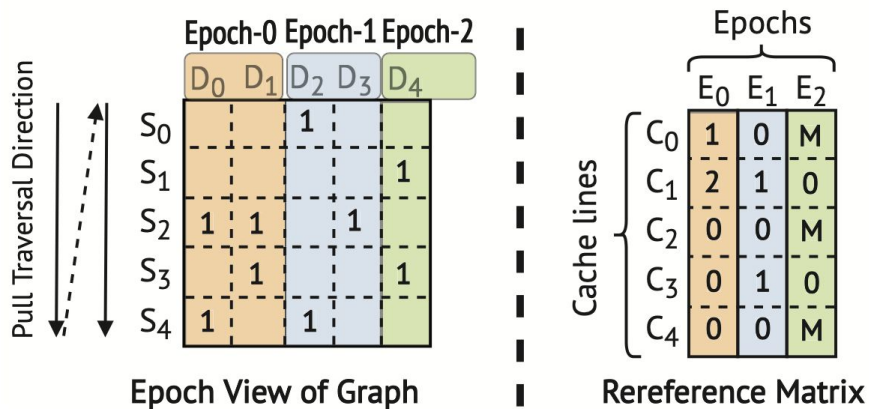 Epoch-0 Epoch-1 Epoch-2
D0 D1 D2 D3 D4
Pull Traversal Direction
S0 1
S1 1
S2 1 1 1
S3 1 1
S4 1 1
Epoch View of Graph
Epochs
E0 E1 E2
Cache lines
C0 1 0 M
C1 2 1 0
C2 0 0 M
C3 0 1 0
C4 0 0 M
Rereference Matrix